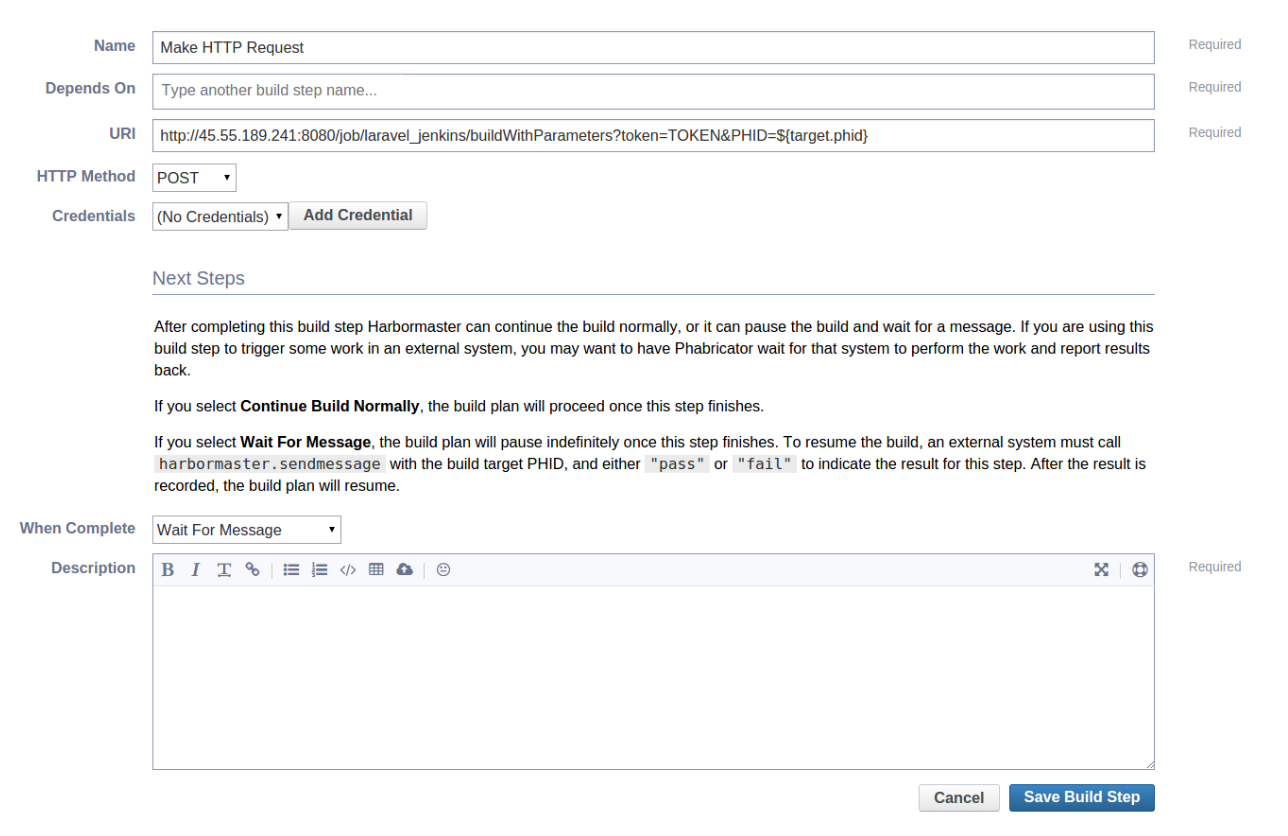 Name Make HTTP Request Required
Depends On Type another build step name... Required
URI http://45.55.189.241:8080/job/laravel_jenkins/buildWithParameters?token=TOKEN&PHID=${target.phid} Required
HTTP Method POST
Credentials (No Credentials) Add Credential
Next Steps
After completing this build step Harbormaster can continue the build normally, or it can pause the build and wait for a message. If you are using this
build step to trigger some work in an external system, you may want to have Phabricator wait for that system to perform the work and report results
back.
If you select Continue Build Normally, the build plan will proceed once this step finishes.
If you select Wait For Message, the build plan will pause indefinitely once this step finishes. To resume the build, an external system must call
harbormaster.sendmessage with the build target PHID, and either "pass" or "fail" to indicate the result for this step. After the result is
recorded, the build plan will resume.
When Complete Wait For Message
Description B I T Required
Cancel Save Build Step